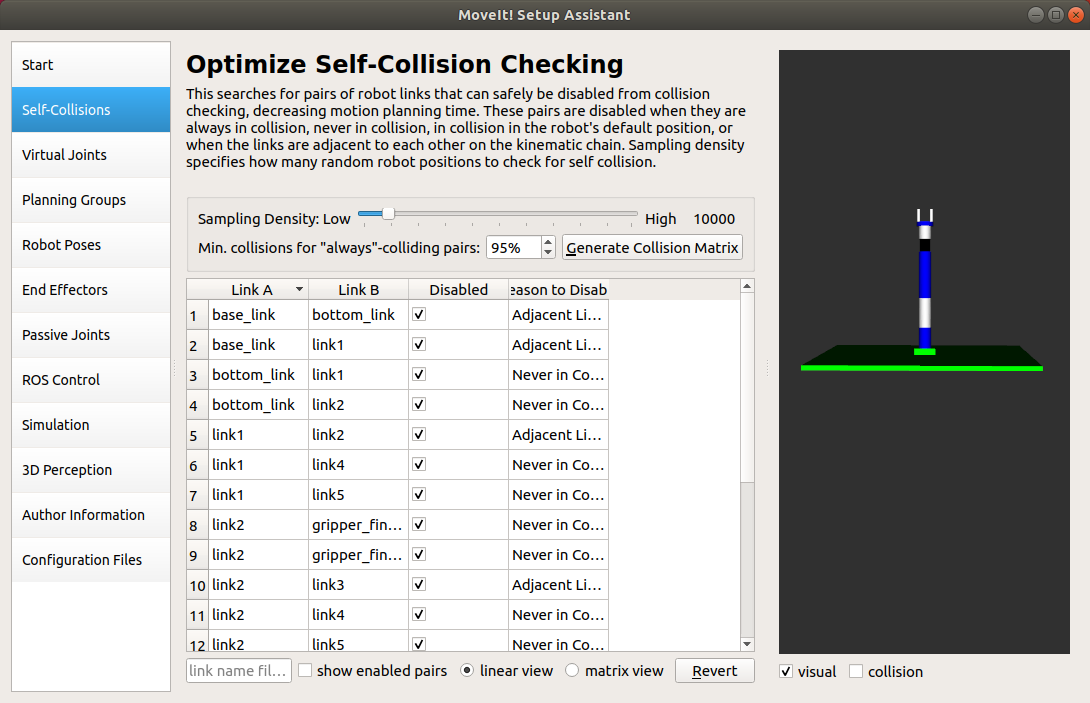 MoveIt! Setup Assistant
Start
Self-Collisions
Virtual Joints
Planning Groups
Robot Poses
End Effectors
Passive Joints
ROS Control
Simulation
3D Perception
Author Information
Configuration Files
Optimize Self-Collision Checking
This searches for pairs of robot links that can safely be disabled from collision
checking, decreasing motion planning time. These pairs are disabled when they are
always in collision, never in collision, in collision in the robot's default position, or
when the links are adjacent to each other on the kinematic chain. Sampling density
specifies how many random robot positions to check for self collision.
Sampling Density: Low High 10000
Min. collisions for "always"-colliding pairs: 95% Generate Collision Matrix
Link A Link B Disabled eason to Disab
1 base_link bottom_link Adjacent Li...
2 base_link link1 Adjacent Li...
3 bottom_link link1 Never in Co...
4 bottom_link link2 Never in Co...
5 link1 link2 Adjacent Li...
6 link1 link4 Never in Co...
7 link1 link5 Never in Co...
8 link2 gripper_fin... Never in Co...
9 link2 gripper_fin... Never in Co...
10 link2 link3 Adjacent Li...
11 link2 link4 Never in Co...
12 link2 link5 Never in Co...
link name fil... show enabled pairs linear view matrix view Revert
visual collision